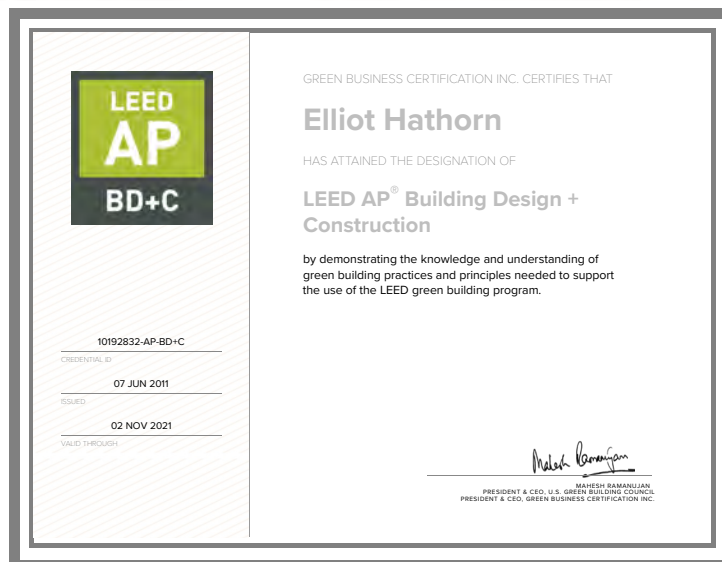 LEED
AP
BD+C
10192832-AP-BD+C
CREDENTIAL ID
07 JUN 2011
ISSUED
02 NOV 2021
VALID THROUGH
GREEN BUSINESS CERTIFICATION INC. CERTIFIES THAT
Elliot Hathorn
HAS ATTAINED THE DESIGNATION OF
LEED AP® Building Design +
Construction
by demonstrating the knowledge and understanding of
green building practices and principles needed to support
the use of the LEED green building program.
Mahesh Ramanujan
MAHESH RAMANUJAN
PRESIDENT & CEO, U.S. GREEN BUILDING COUNCIL
PRESIDENT & CEO, GREEN BUSINESS CERTIFICATION INC.